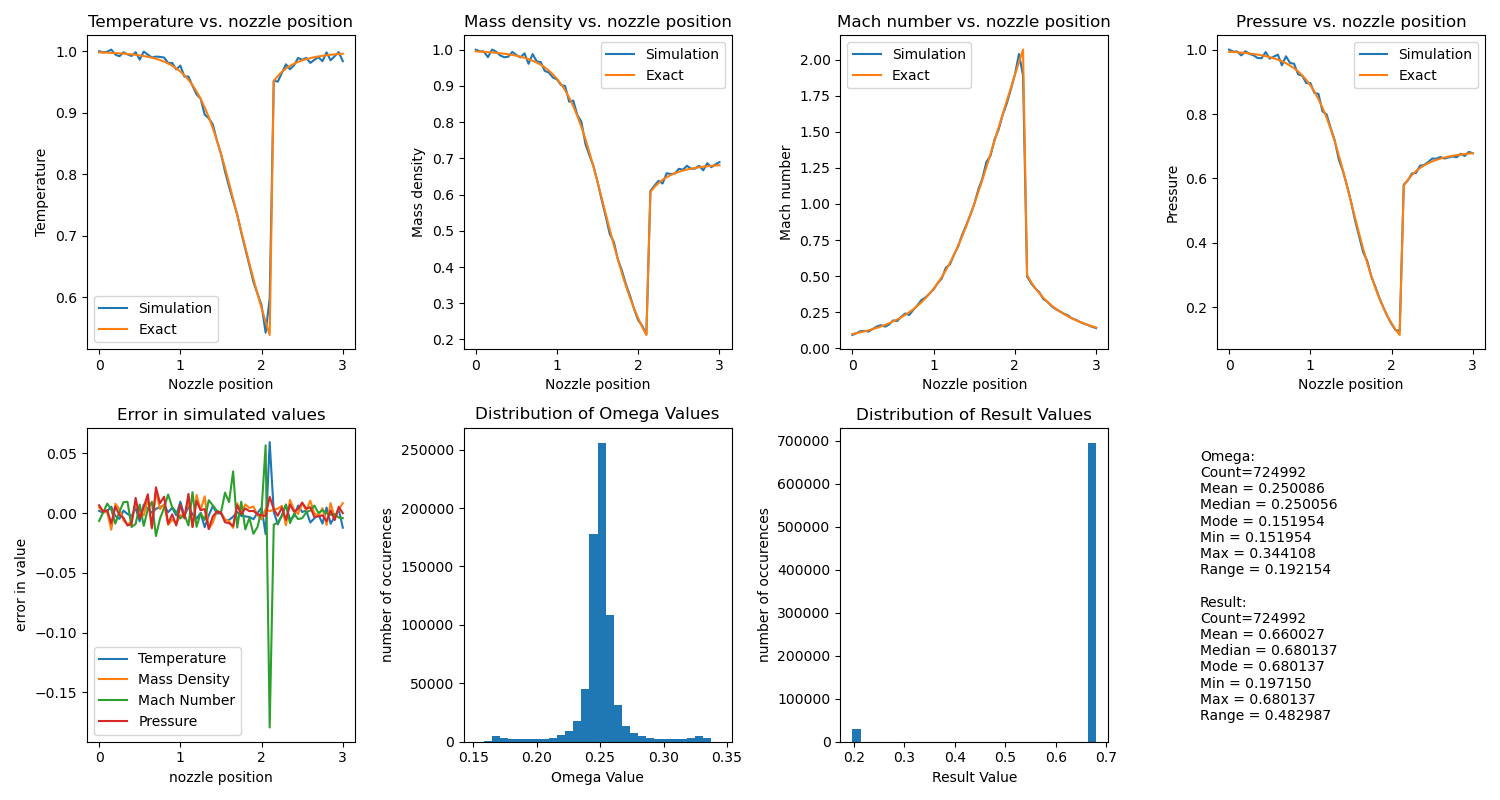 Temperature vs. nozzle position
1.0
0.9
0.8
0.7
0.6
Temperature
Simulation
Exact
0 1 2 3
Nozzle position
Mass density vs. nozzle position
1.0
0.9
0.8
0.7
0.6
0.5
0.4
0.3
0.2
Mass density
Simulation
Exact
0 1 2 3
Nozzle position
Mach number vs. nozzle position
2.00
1.75
1.50
1.25
1.00
0.75
0.50
0.25
0.00
Mach number
Simulation
Exact
0 1 2 3
Nozzle position
Pressure vs. nozzle position
1.0
0.8
0.6
0.4
0.2
Pressure
Simulation
Exact
0 1 2 3
Nozzle position
Error in simulated values
0.05
0.00
−0.05
−0.10
−0.15
error in value
Temperature
Mass Density
Mach Number
Pressure
0 1 2 3
nozzle position
Distribution of Omega Values
250000
200000
150000
100000
50000
0
number of occurences
0.15 0.20 0.25 0.30 0.35
Omega Value
Distribution of Result Values
700000
600000
500000
400000
300000
200000
100000
0
number of occurences
0.2 0.3 0.4 0.5 0.6 0.7
Result Value
Omega:
Count=724992
Mean = 0.250086
Median = 0.250056
Mode = 0.151954
Min = 0.151954
Max = 0.344108
Range = 0.192154
Result:
Count=724992
Mean = 0.660027
Median = 0.680137
Mode = 0.680137
Min = 0.197150
Max = 0.680137
Range = 0.482987